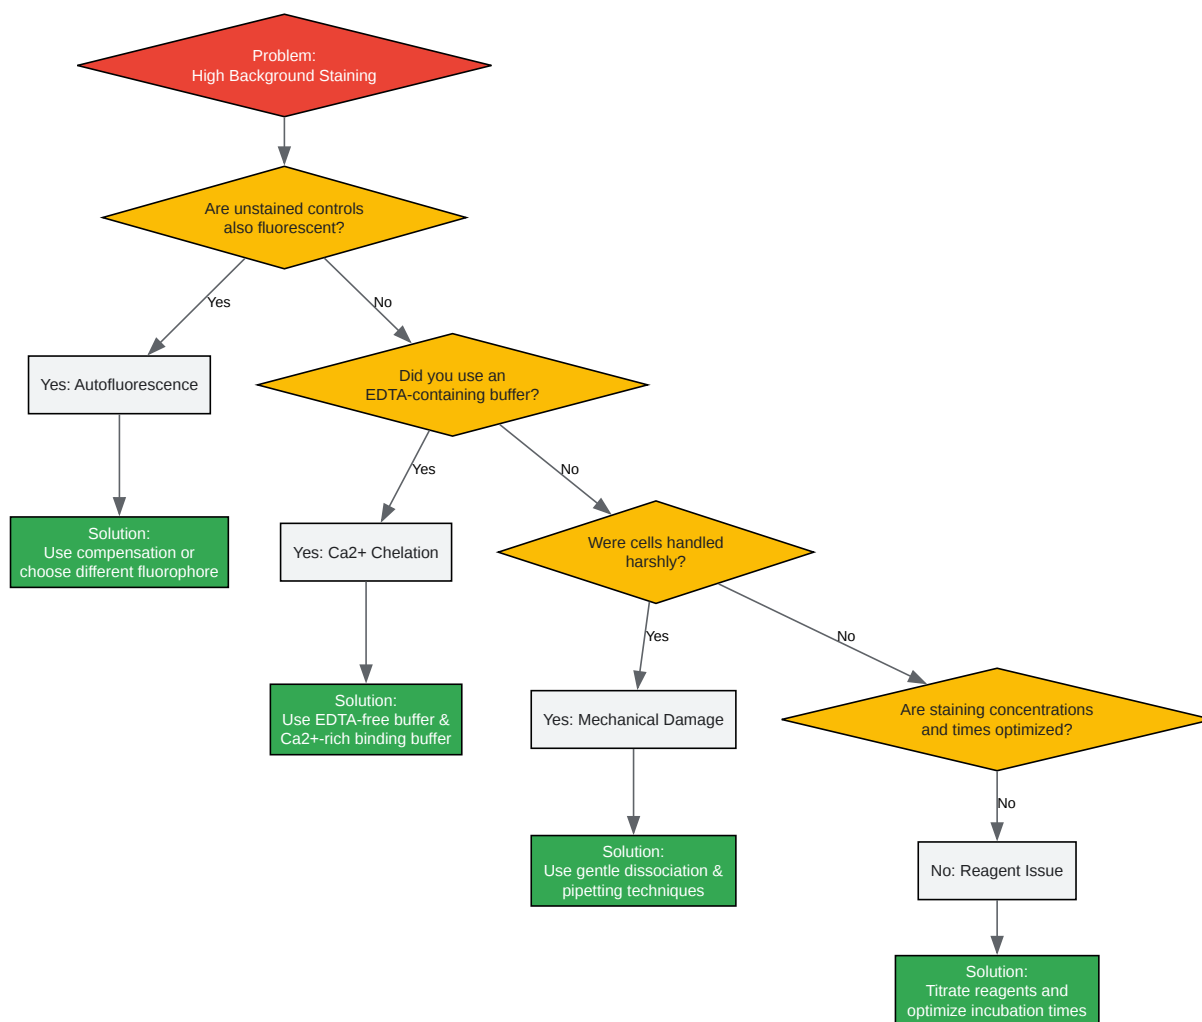 Problem:
High Background Staining
Are unstained controls
also fluorescent?
Yes
No
Yes: Autofluorescence
Did you use an
EDTA-containing buffer?
Yes
No
Solution:
Use compensation or
choose different fluorophore
Yes: Ca2+ Chelation
Were cells handled
harshly?
Yes
No
Solution:
Use EDTA-free buffer &
Ca2+-rich binding buffer
Yes: Mechanical Damage
Are staining concentrations
and times optimized?
No
Solution:
Use gentle dissociation &
pipetting techniques
No: Reagent Issue
Solution:
Titrate reagents and
optimize incubation times